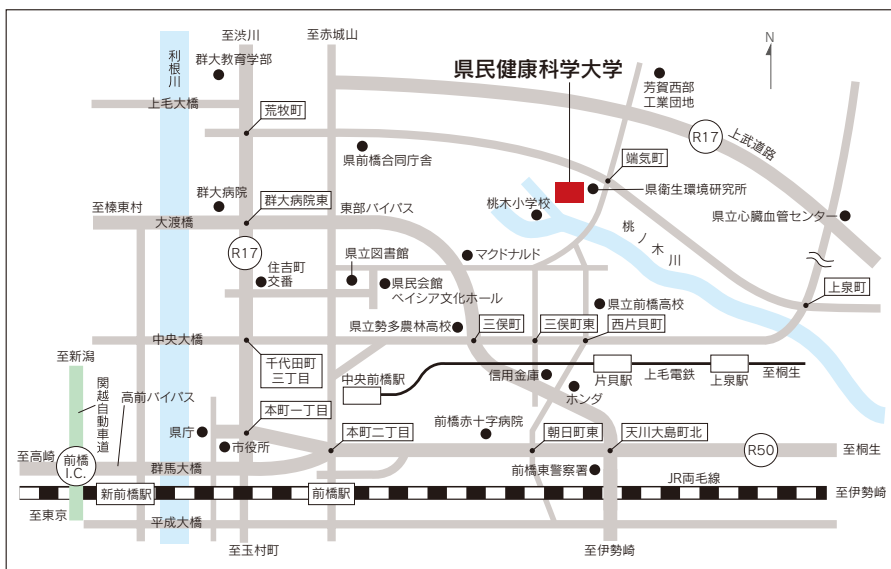 至渋川
至赤城山
N
利根川
群大教育学部
県民健康科学大学
芳賀西部
工業団地
上毛大橋
荒牧町
R17
上武道路
県前橋合同庁舎
端気町
県衛生環境研究所
群大病院
群大病院東
至榛東村
大渡橋
東部バイパス
桃木小学校
県立心臓血管センター
桃ノ木川
R17
住吉町
交番
県立図書館
マクドナルド
県民会館
ベイシア文化ホール
上泉町
県立前橋高校
県立勢多農林高校
三俣町
三俣町東
西片貝町
中央大橋
至新潟
千代田町
三丁目
中央前橋駅
信用金庫
片貝駅
上毛電鉄
上泉駅
至桐生
ホンダ
関越自動車道
高前バイパス
本町一丁目
県庁
市役所
本町二丁目
前橋赤十字病院
朝日町東
天川大島町北
R50
至桐生
至高崎
前橋
I.C.
群馬大橋
前橋東警察署
JR両毛線
新前橋駅
前橋駅
至伊勢崎
至東京
平成大橋
至玉村町
至伊勢崎